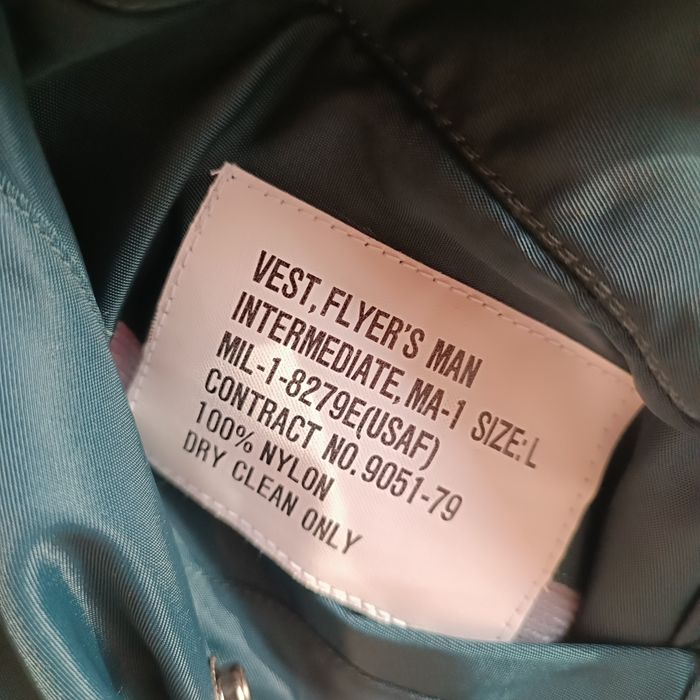 VEST, FLYER'S MAN
INTERMEDIATE, MA-1 SIZE: L
MIL-1-8279E(USAF)
CONTRACT NO. 9051-79
100% NYLON
DRY CLEAN ONLY